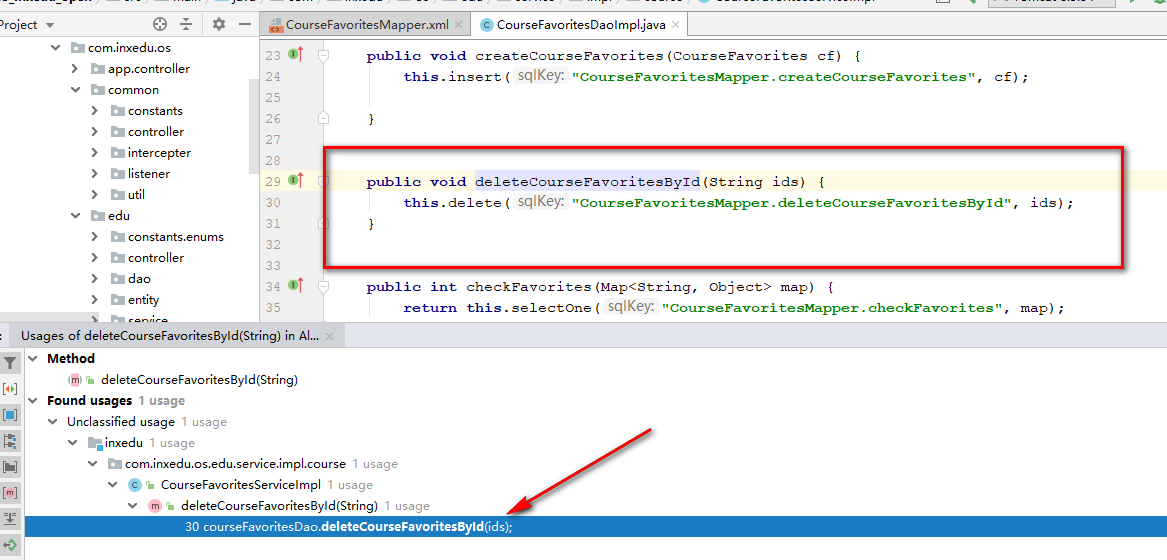 Project
CourseFavoritesMapper.xml
CourseFavoritesDaoImpl.java
com.inxedu.os
app.controller
common
constants
controller
intercepter
listener
util
edu
constants.enums
controller
dao
entity
service
23 public void createCourseFavorites(CourseFavorites cf) {
24 this.insert( sqlKey: "CourseFavoritesMapper.createCourseFavorites", cf);
25
26 }
27
28
29 public void deleteCourseFavoritesById(String ids) {
30 this.delete( sqlKey: "CourseFavoritesMapper.deleteCourseFavoritesById", ids);
31 }
32
33
34 public int checkFavorites(Map<String, Object> map) {
35 return this.selectOne( sqlKey: "CourseFavoritesMapper.checkFavorites", map);
Usages of deleteCourseFavoritesById(String) in Al...
Method
deleteCourseFavoritesById(String)
Found usages 1 usage
Unclassified usage 1 usage
inxedu 1 usage
com.inxedu.os.edu.service.impl.course 1 usage
CourseFavoritesServiceImpl 1 usage
deleteCourseFavoritesById(String) 1 usage
30 courseFavoritesDao.deleteCourseFavoritesById(ids);